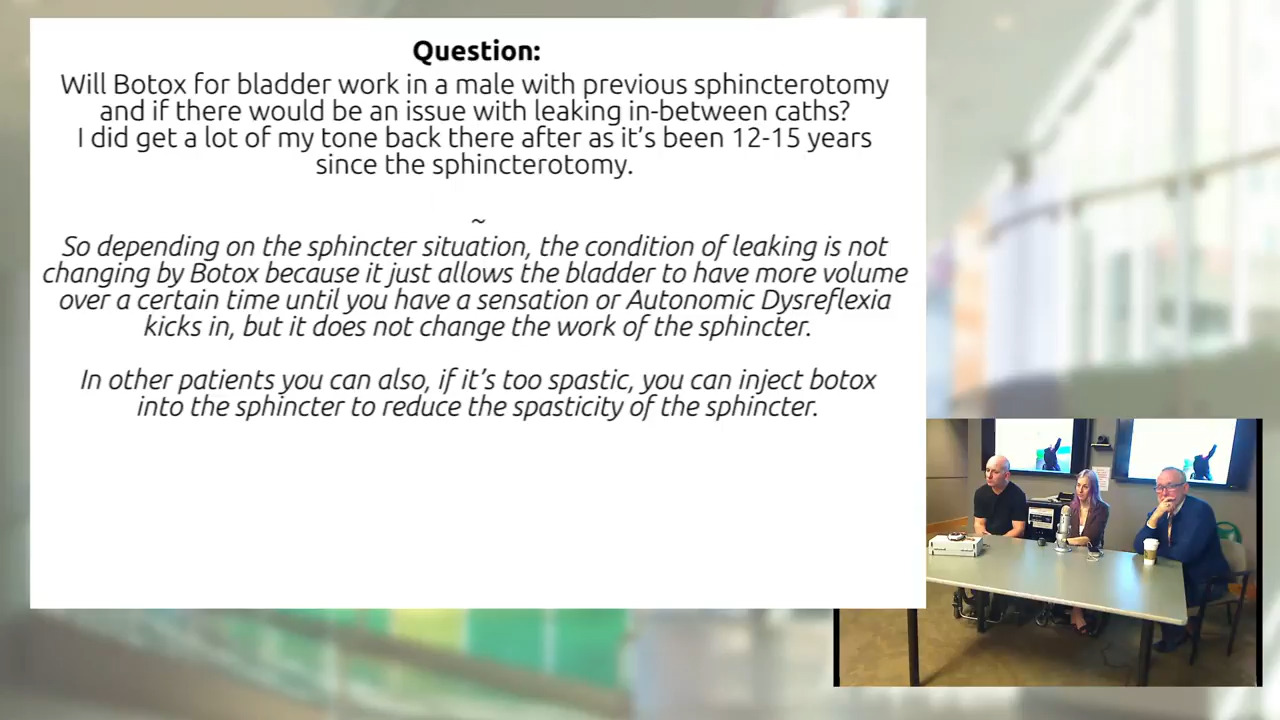 Question:
Will Botox for bladder work in a male with previous sphincterotomy
and if there would be an issue with leaking in-between caths?
I did get a lot of my tone back there after as it’s been 12-15 years
since the sphincterotomy.
~
So depending on the sphincter situation, the condition of leaking is not
changing by Botox because it just allows the bladder to have more volume
over a certain time until you have a sensation or Autonomic Dysreflexia
kicks in, but it does not change the work of the sphincter.
In other patients you can also, if it’s too spastic, you can inject botox
into the sphincter to reduce the spasticity of the sphincter.